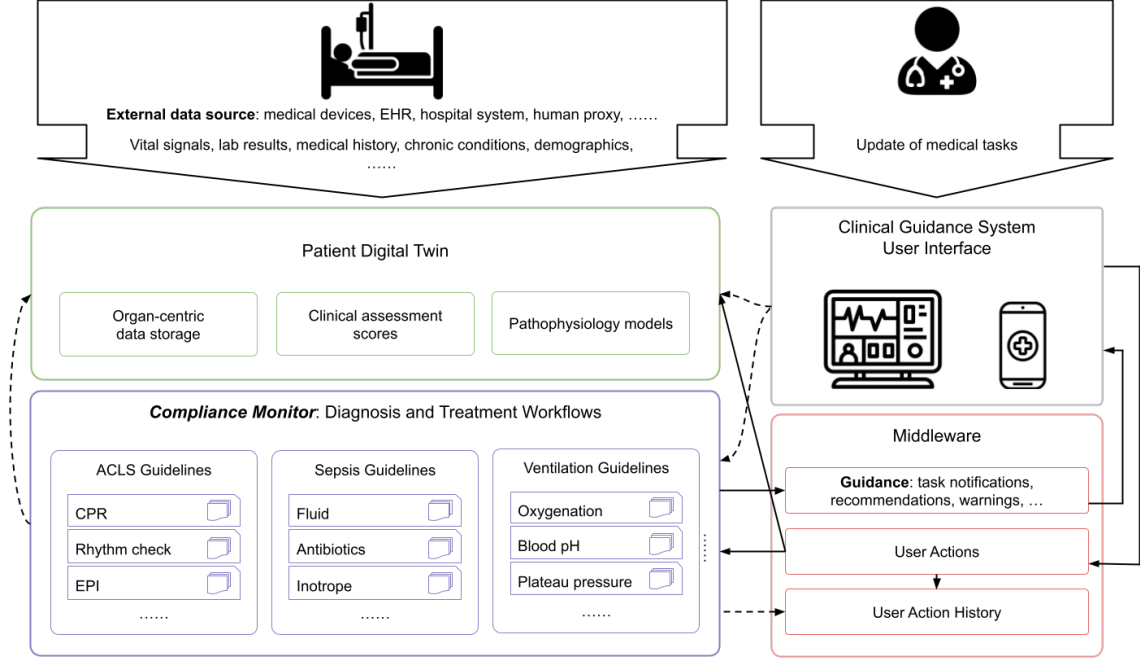 External data source: medical devices, EHR, hospital system, human proxy, ......
Vital signals, lab results, medical history, chronic conditions, demographics,
......
Update of medical tasks
Patient Digital Twin
Organ-centric
data storage
Clinical assessment
scores
Pathophysiology models
Clinical Guidance System
User Interface
Compliance Monitor: Diagnosis and Treatment Workflows
ACLS Guidelines
CPR
Rhythm check
EPI
......
Sepsis Guidelines
Fluid
Antibiotics
Inotrope
......
Ventilation Guidelines
Oxygenation
Blood pH
Plateau pressure
......
......
Middleware
Guidance: task notifications,
recommendations, warnings, ...
User Actions
User Action History